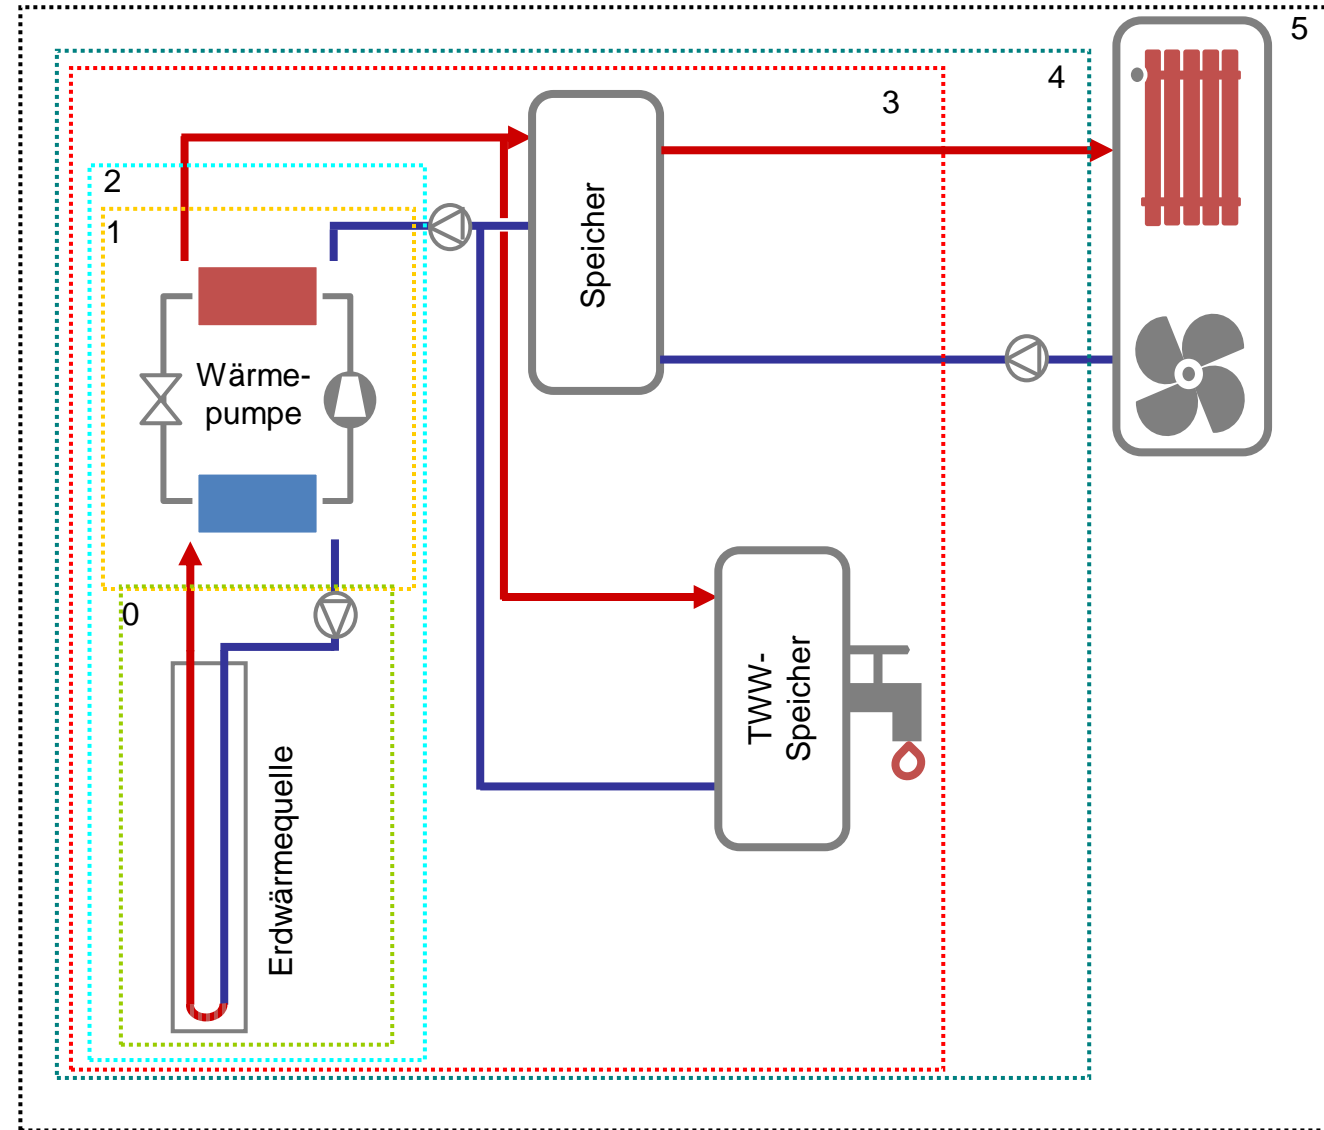 5
4
3
2
1
Speicher
Wärme-
pumpe
0
TWW-
Speicher
Erdwärmequelle